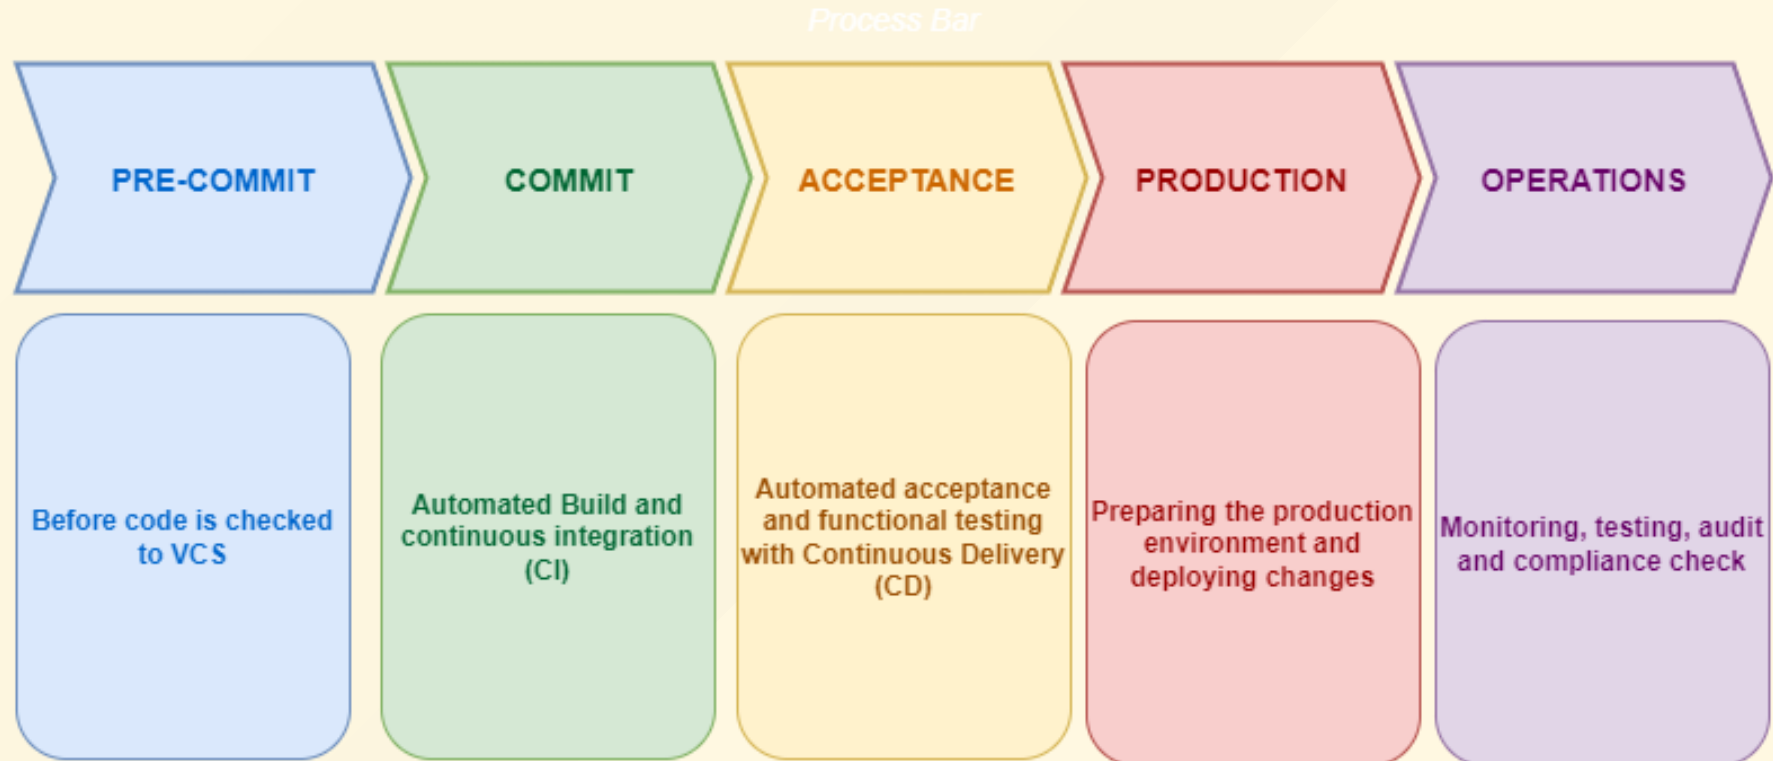 Process Bar
PRE-COMMIT
COMMIT
ACCEPTANCE
PRODUCTION
OPERATIONS
Before code is checked
to VCS
Automated Build and
continuous integration
(CI)
Automated acceptance
and functional testing
with Continuous Delivery
(CD)
Preparing the production
environment and
deploying changes
Monitoring, testing, audit
and compliance check